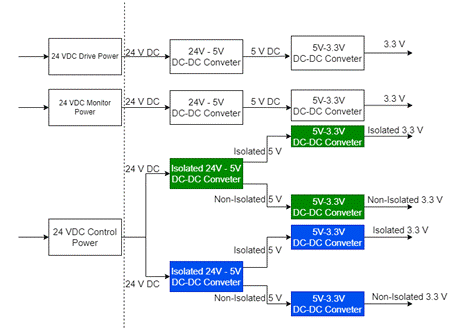 24 VDC Drive Power
24 V DC
24V - 5V
DC-DC Conveter
5 V DC
5V-3.3V
DC-DC Conveter
3.3 V
24 VDC Monitor
Power
24 V DC
24V - 5V
DC-DC Conveter
5 V DC
5V-3.3V
DC-DC Conveter
3.3 V
24 VDC Control
Power
24 V DC
Isolated 24V - 5V
DC-DC Conveter
Isolated 5 V
5V-3.3V
DC-DC Conveter
Isolated 3.3 V
Non-Isolated 5 V
5V-3.3V
DC-DC Conveter
Non-Isolated 3.3 V
24 V DC
Isolated 24V - 5V
DC-DC Conveter
Isolated 5 V
5V-3.3V
DC-DC Conveter
Isolated 3.3 V
Non-Isolated 5 V
5V-3.3V
DC-DC Conveter
Non-Isolated 3.3 V